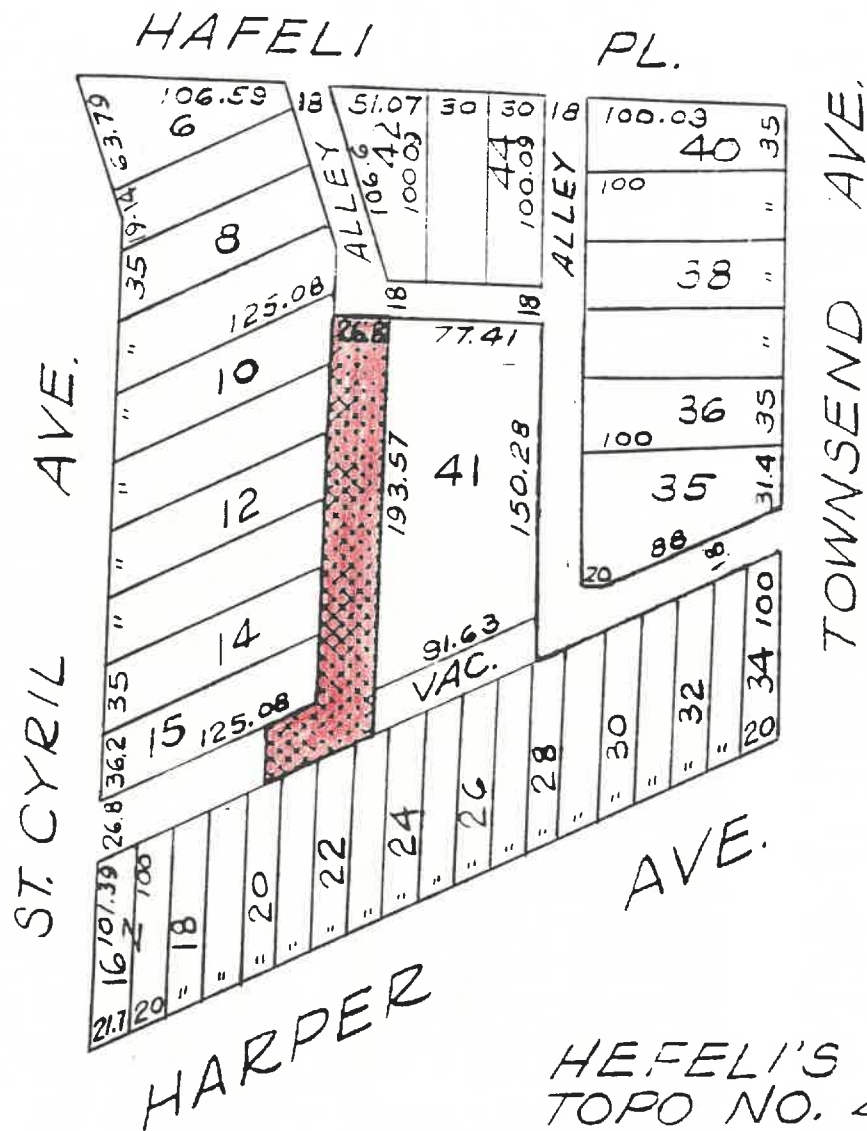 HAFELI PL.
106.59 18 51.07 30 30 18 100.03
6 42 44 40 35
63.79 106.6 100.09 100.09
ALLEY ALLEY 100 "
19.14
8 38 "
35 125.08 18 18
26.8 77.41 "
" 10
" 36 35
193.57 41 150.28 100
" 12 35 31.4
88 18
" 20
" 14 91.63
VAC.
35 15 125.08
36.2
26.8
16 101.39 100 18 20 22 24 26 28 30 32 34 100
21.7 20 " " " " " " " " " " " " " " " " 20
ST. CYRIL AVE.
TOWNSEND AVE.
HARPER AVE.
HEFELI'S
TOPO NO.